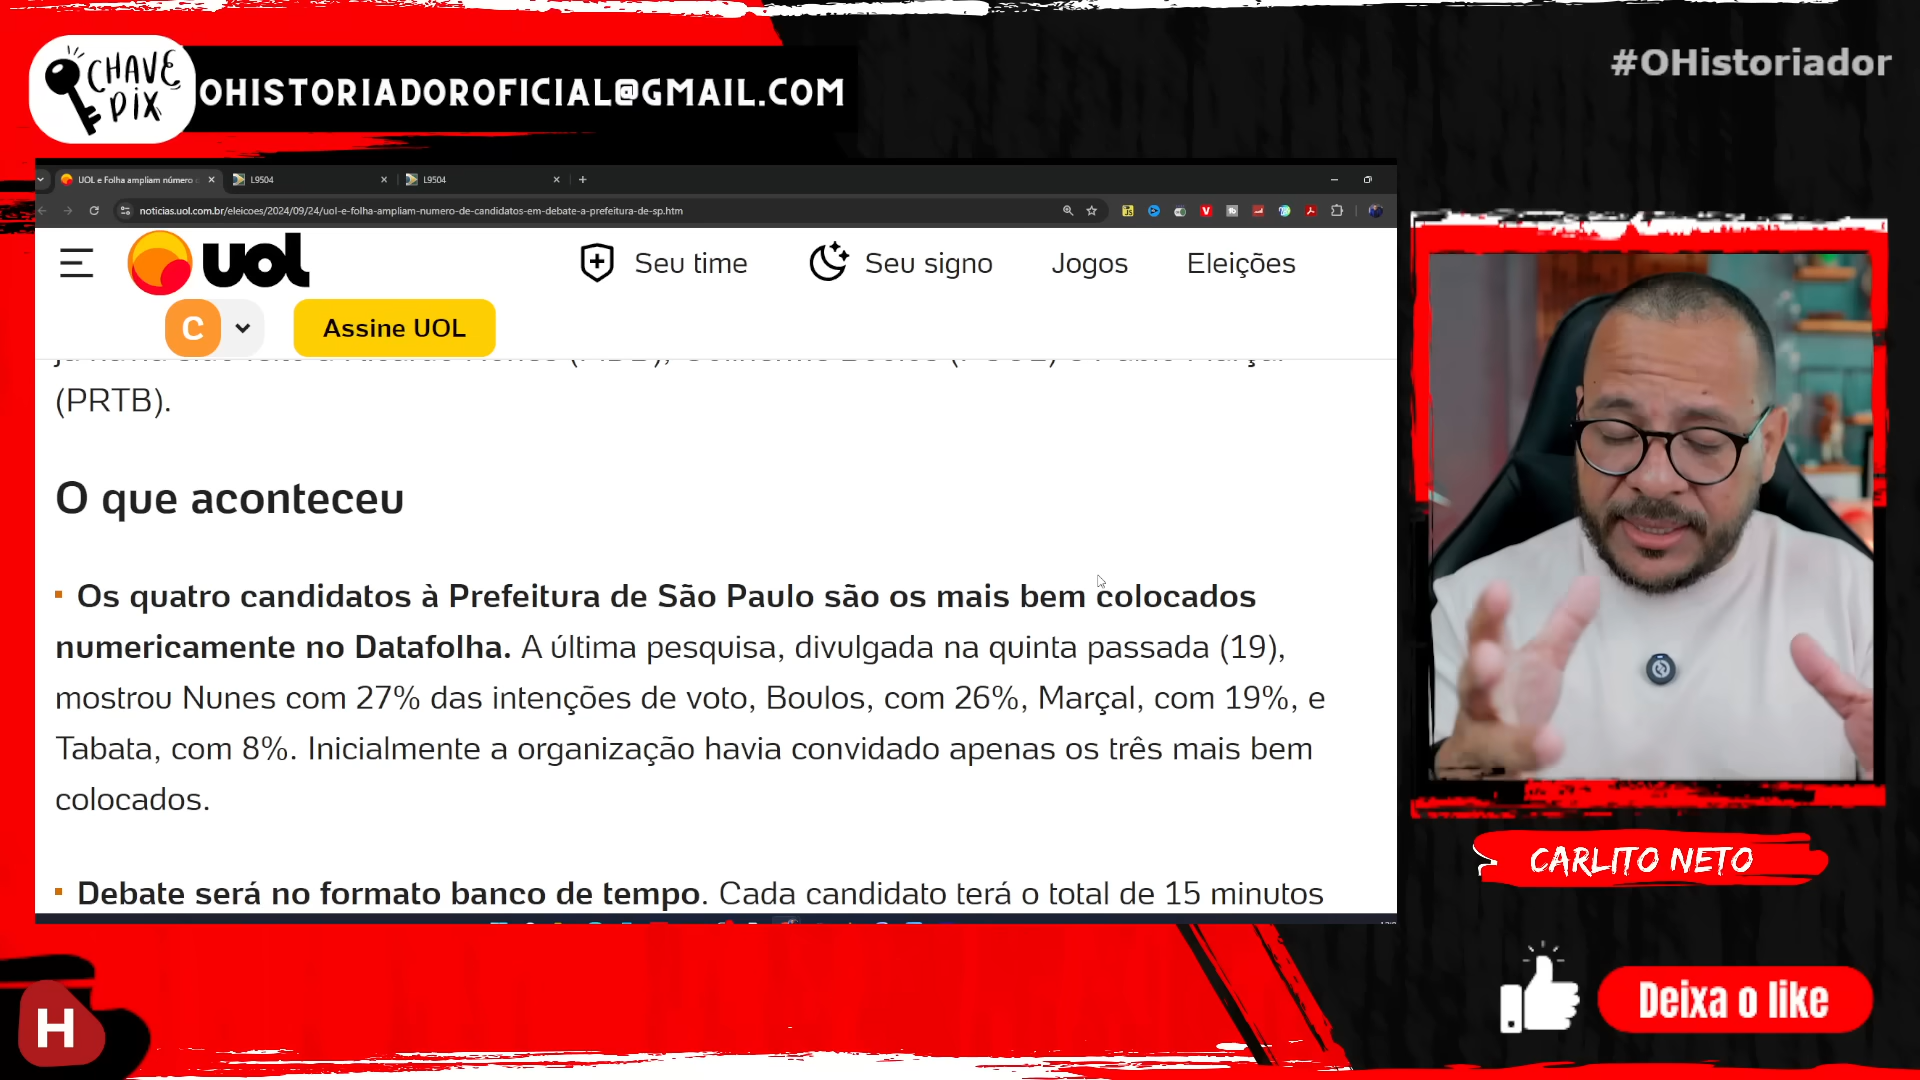 CHAVE
PIX
OHISTORIADOROFICIAL@GMAIL.COM
#OHistoriador
UOL e Folha ampliam número
L9504
L9504
noticias.uol.com.br/eleicoes/2024/09/24/uol-e-folha-ampliam-numero-de-candidatos-em-debate-a-prefeitura-de-sp.htm
uol
Seu time
Seu signo
Jogos
Eleições
C
Assine UOL
(PRTB).
O que aconteceu
Os quatro candidatos à Prefeitura de São Paulo são os mais bem colocados
numericamente no Datafolha. A última pesquisa, divulgada na quinta passada (19),
mostrou Nunes com 27% das intenções de voto, Boulos, com 26%, Marçal, com 19%, e
Tabata, com 8%. Inicialmente a organização havia convidado apenas os três mais bem
colocados.
Debate será no formato banco de tempo. Cada candidato terá o total de 15 minutos
CARLITO NETO
Deixa o like
H